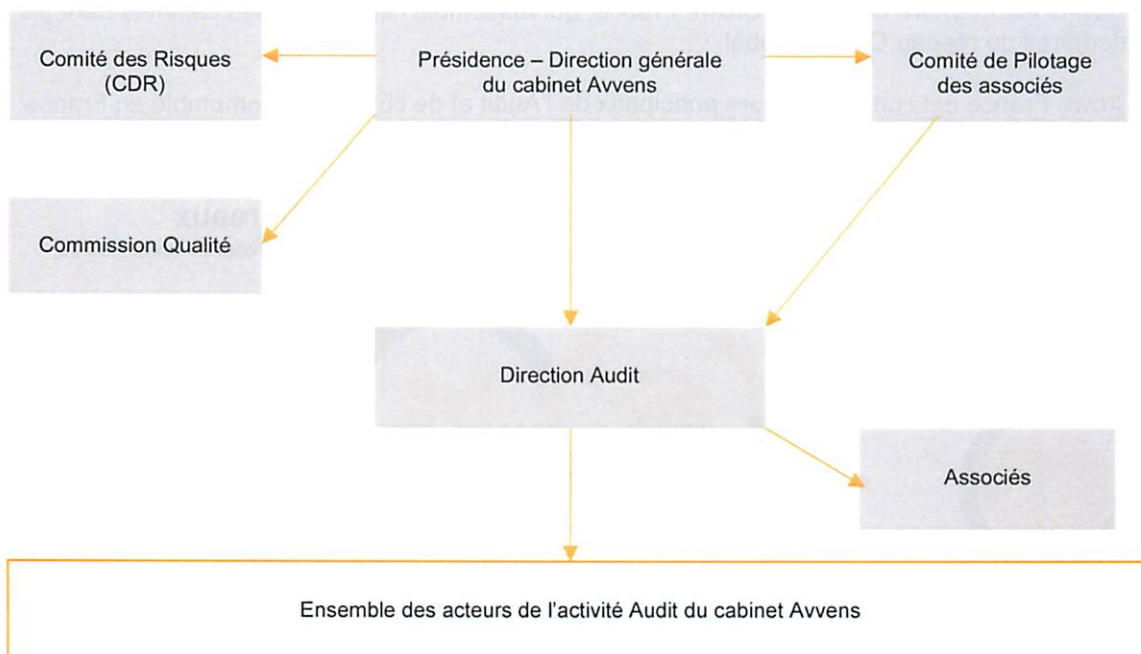 Comité des Risques
(CDR)
Présidence – Direction générale
du cabinet Avvens
Comité de Pilotage
des associés
Commission Qualité
Direction Audit
Associés
Ensemble des acteurs de l'activité Audit du cabinet Avvens